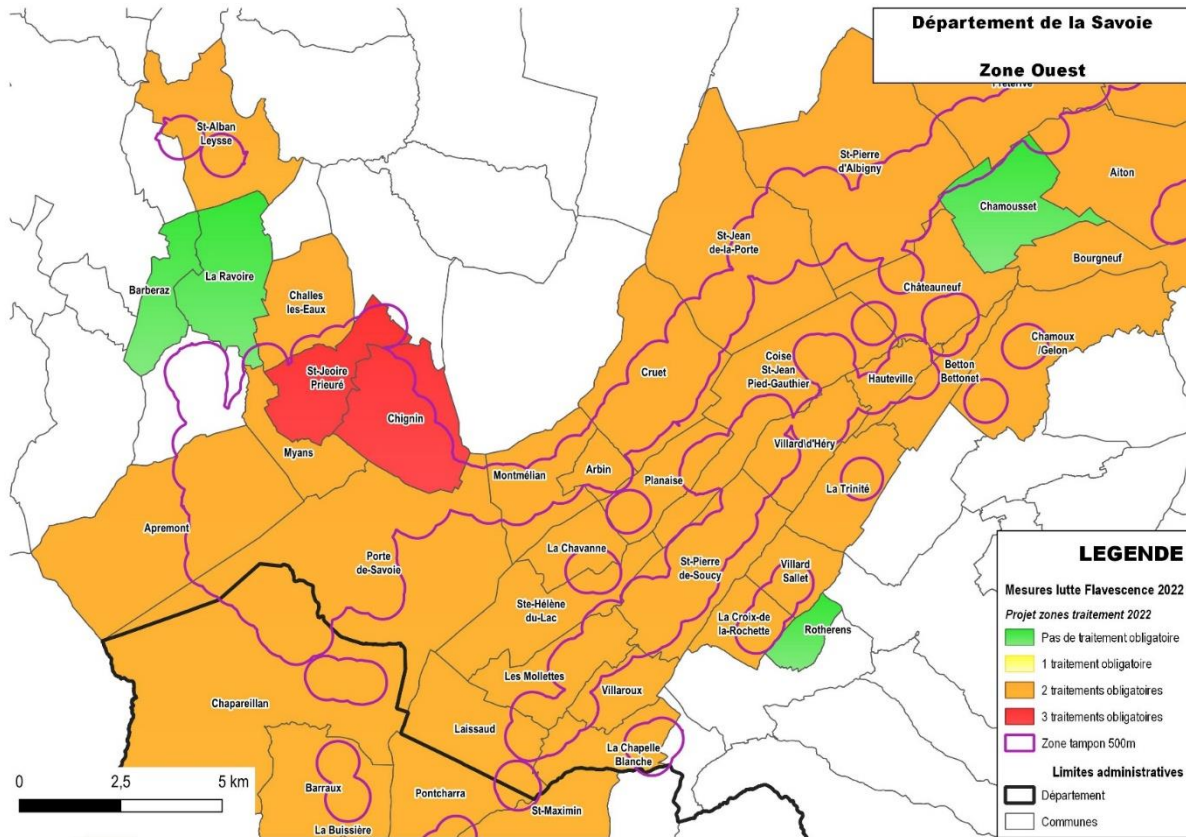 Département de la Savoie
Zone Ouest
St-Alban
Leysse
St-Pierre
d'Albigny
Aiton
Chamousset
St-Jean
de-la-Porte
Bourgneuf
La Ravoire
Barberaz
Challes
les-Eaux
Châteauneuf
Chamoux
/Gelon
Coise
St-Jean
Pied-Gauthier
Betton
Bettonet
Hauteville
Cruet
St-Jeoire
Prieuré
Chignin
Villard d'Héry
Myans
Montmélian
Arbin
Planaise
La Trinité
Apremont
Porte
de-Savoie
La Chavanne
St-Pierre
de-Soucy
Villard
Sallet
Ste-Hélène
du-Lac
La Croix-de
la-Rochette
Rotherens
Les Mollettes
Villaroux
Chapareillan
Laissaud
La Chapelle
Blanche
Barraux
Pontcharra
St-Maximin
La Buissière
0 2,5 5 km
LEGENDE
Mesures lutte Flavescence 2022
Projet zones traitement 2022
Pas de traitement obligatoire
1 traitement obligatoire
2 traitements obligatoires
3 traitements obligatoires
Zone tampon 500m
Limites administratives
Département
Communes